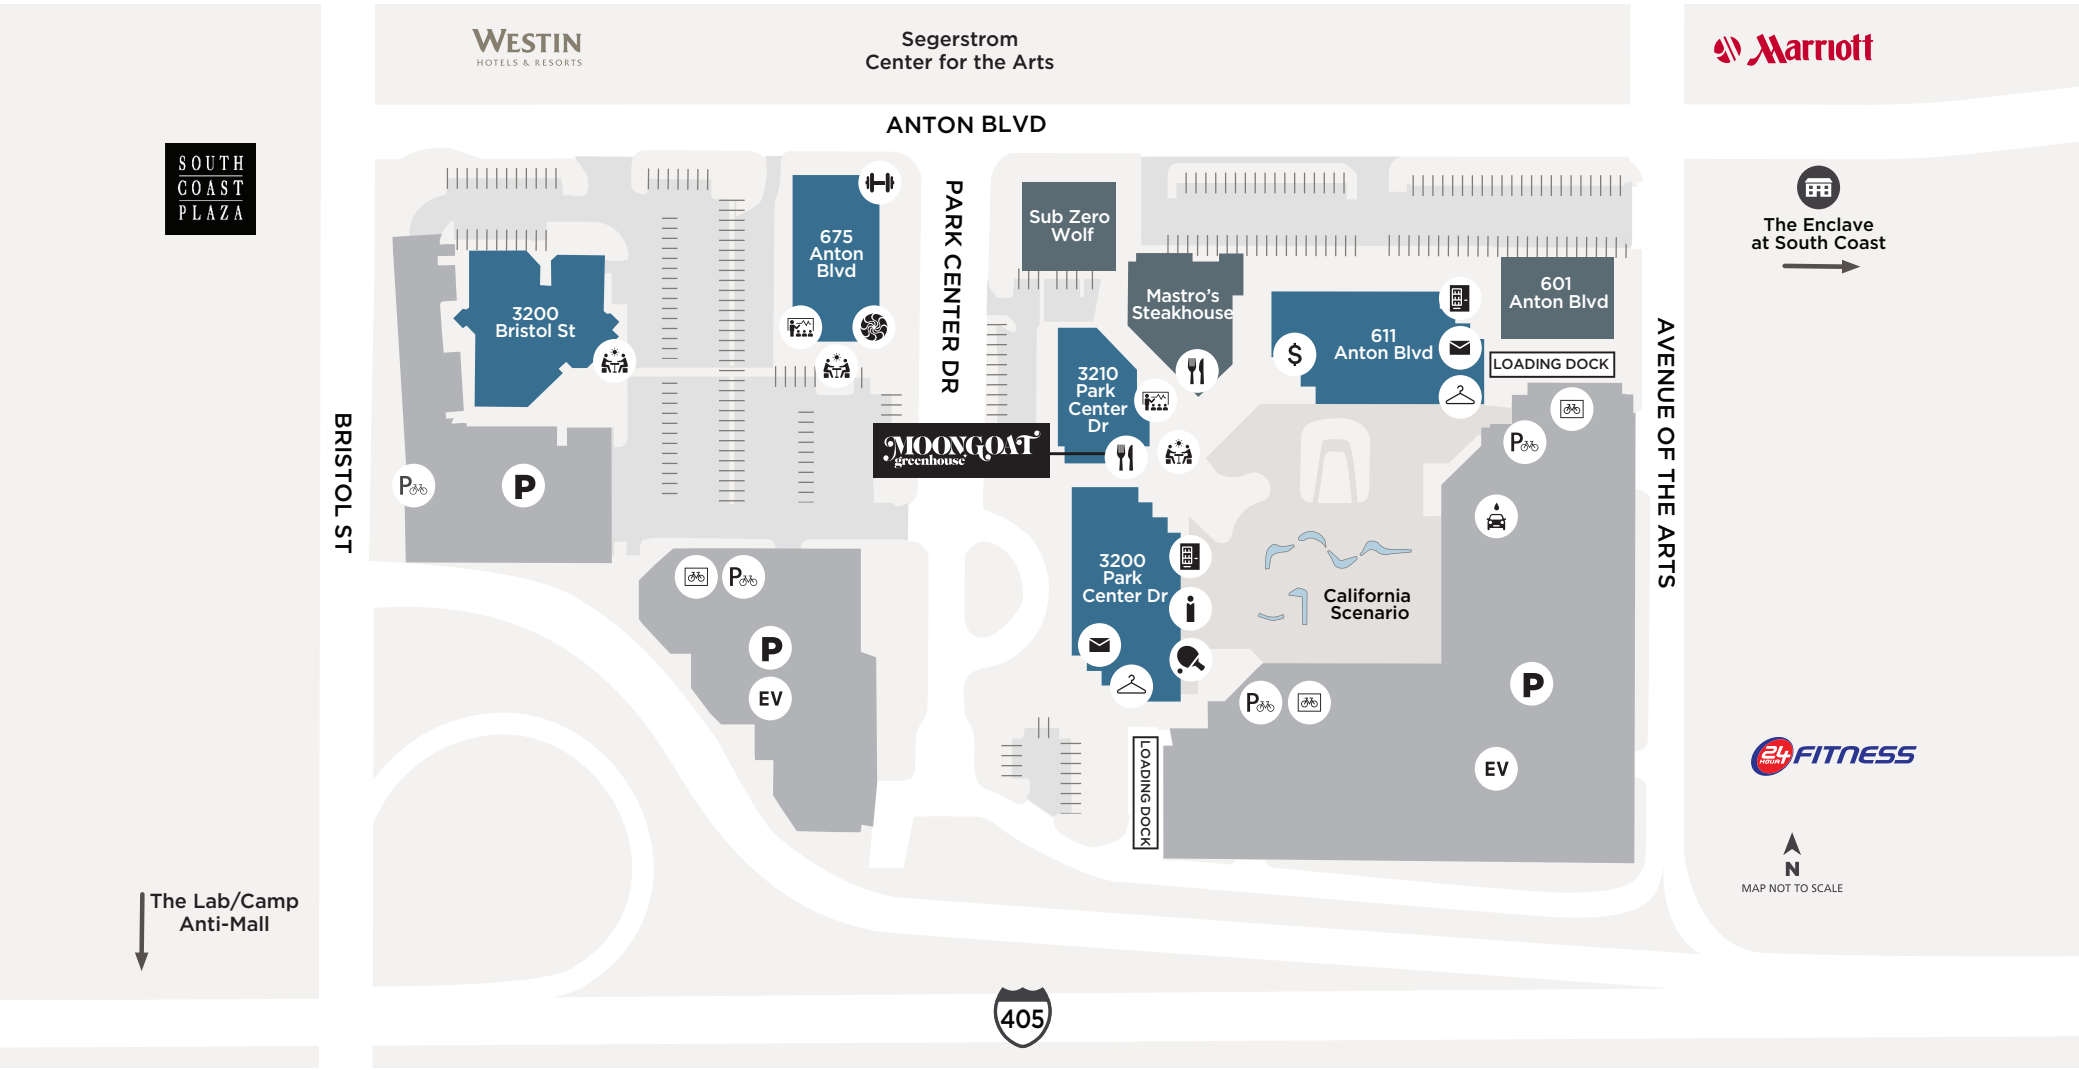 WESTIN
HOTELS & RESORTS
Segerstrom
Center for the Arts
Marriott
ANTON BLVD
SOUTH
COAST
PLAZA
The Enclave
at South Coast
PARK CENTER DR
675
Anton
Blvd
Sub Zero
Wolf
3200
Bristol St
Mastro's
Steakhouse
611
Anton Blvd
601
Anton Blvd
LOADING DOCK
$
3210
Park
Center
Dr
MOONGOAT
greenhouse
BRISTOL ST
AVENUE OF THE ARTS
P
P
P
3200
Park
Center Dr
California
Scenario
P
P
EV
P
P
EV
LOADING DOCK
24
HOUR
FITNESS
N
MAP NOT TO SCALE
The Lab/Camp
Anti-Mall
405